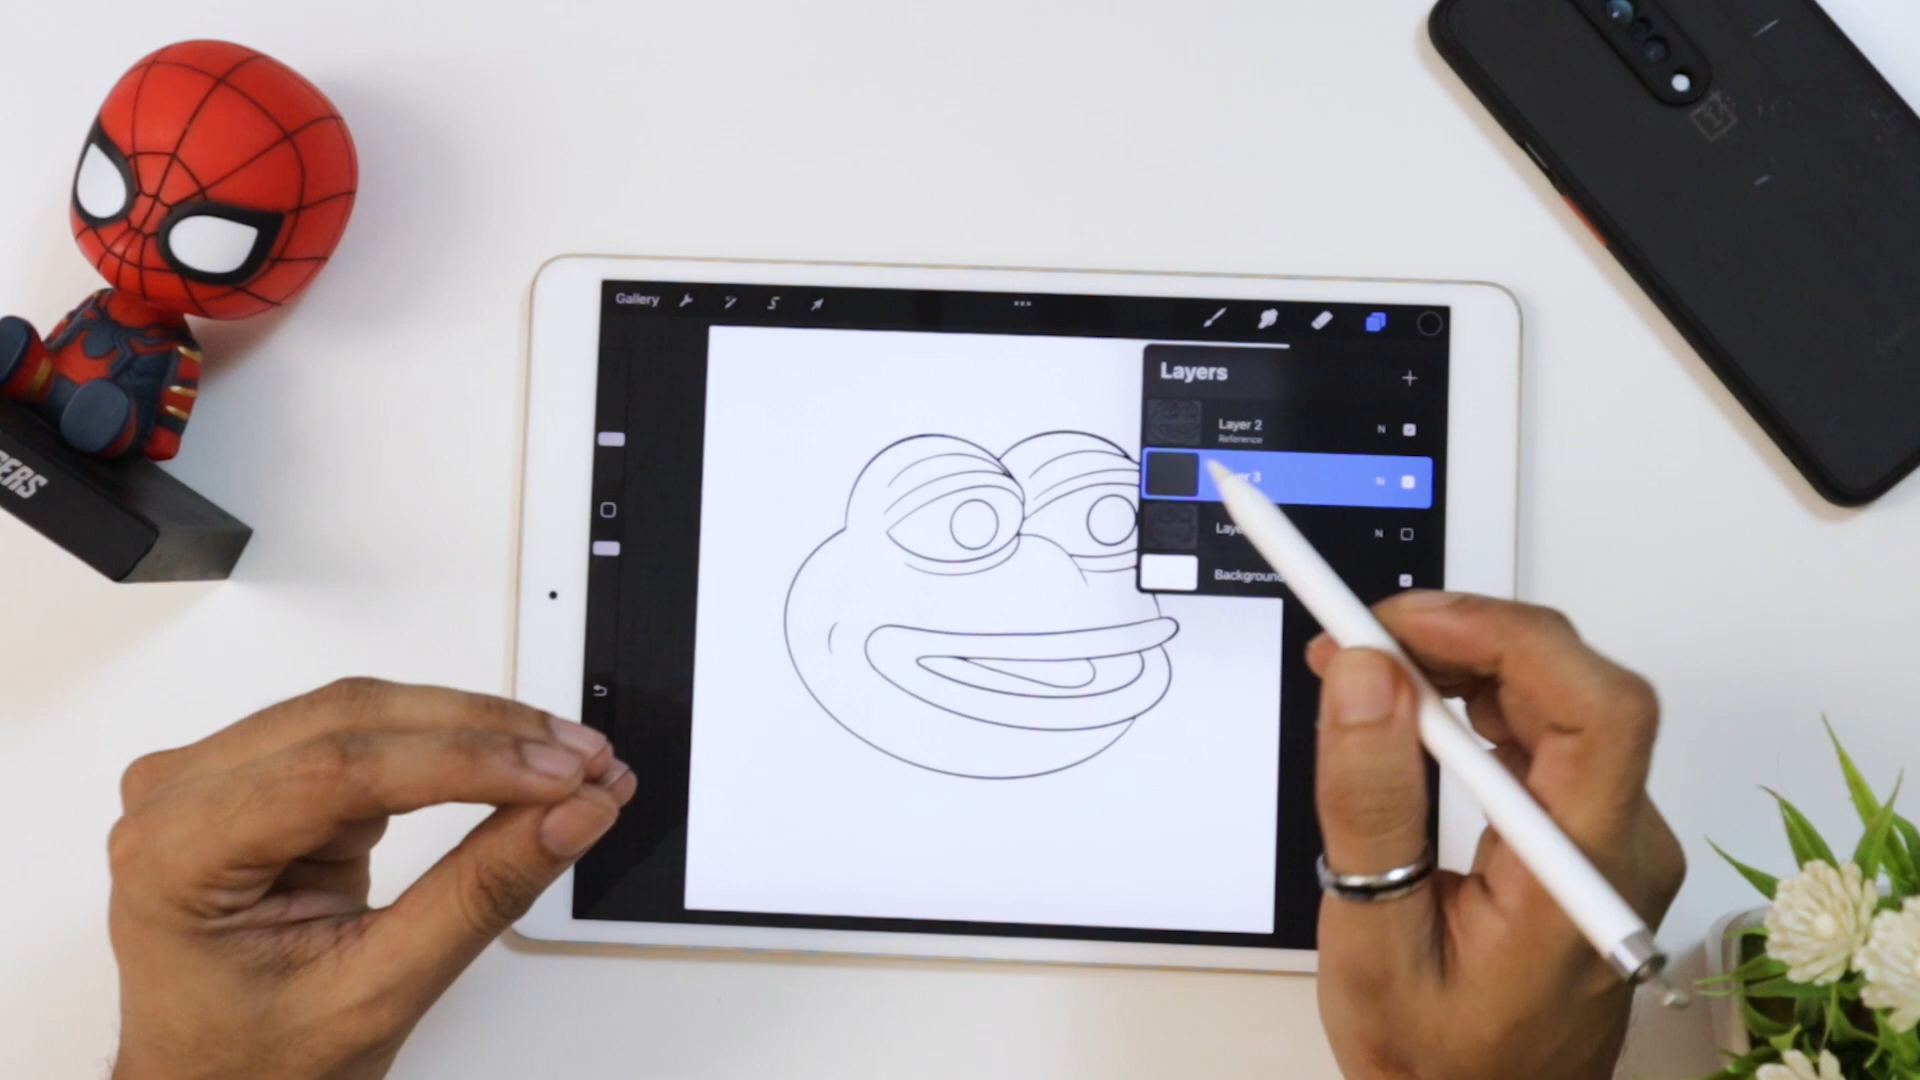 Gallery
Layers
Layer 2
Reference
N
N
N
Background